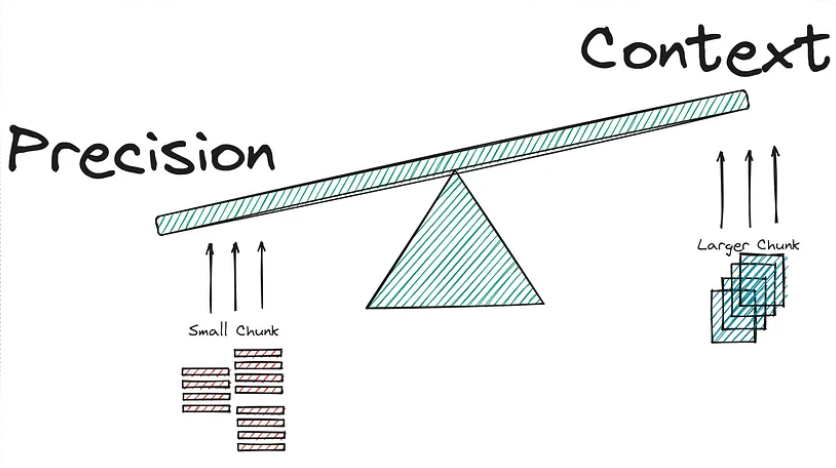 Context
Precision
Larger Chunk
Small Chunk